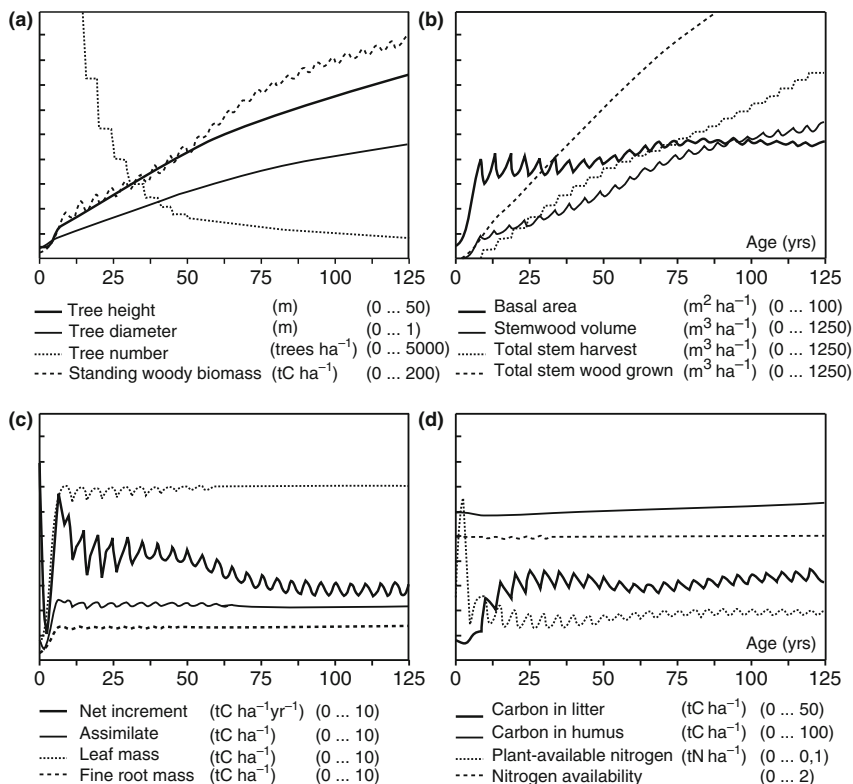 (a)
0 25 50 75 100 125
Tree height (m) (0 ... 50)
Tree diameter (m) (0 ... 1)
Tree number (trees ha⁻¹) (0 ... 5000)
Standing woody biomass (tC ha⁻¹) (0 ... 200)
(b)
Age (yrs)
0 25 50 75 100 125
Basal area (m² ha⁻¹) (0 ... 100)
Stemwood volume (m³ ha⁻¹) (0 ... 1250)
Total stem harvest (m³ ha⁻¹) (0 ... 1250)
Total stem wood grown (m³ ha⁻¹) (0 ... 1250)
(c)
0 25 50 75 100 125
Net increment (tC ha⁻¹yr⁻¹) (0 ... 10)
Assimilate (tC ha⁻¹) (0 ... 10)
Leaf mass (tC ha⁻¹) (0 ... 10)
Fine root mass (tC ha⁻¹) (0 ... 10)
(d)
Age (yrs)
0 25 50 75 100 125
Carbon in litter (tC ha⁻¹) (0 ... 50)
Carbon in humus (tC ha⁻¹) (0 ... 100)
Plant-available nitrogen (tN ha⁻¹) (0 ... 0,1)
Nitrogen availability (0 ... 2)